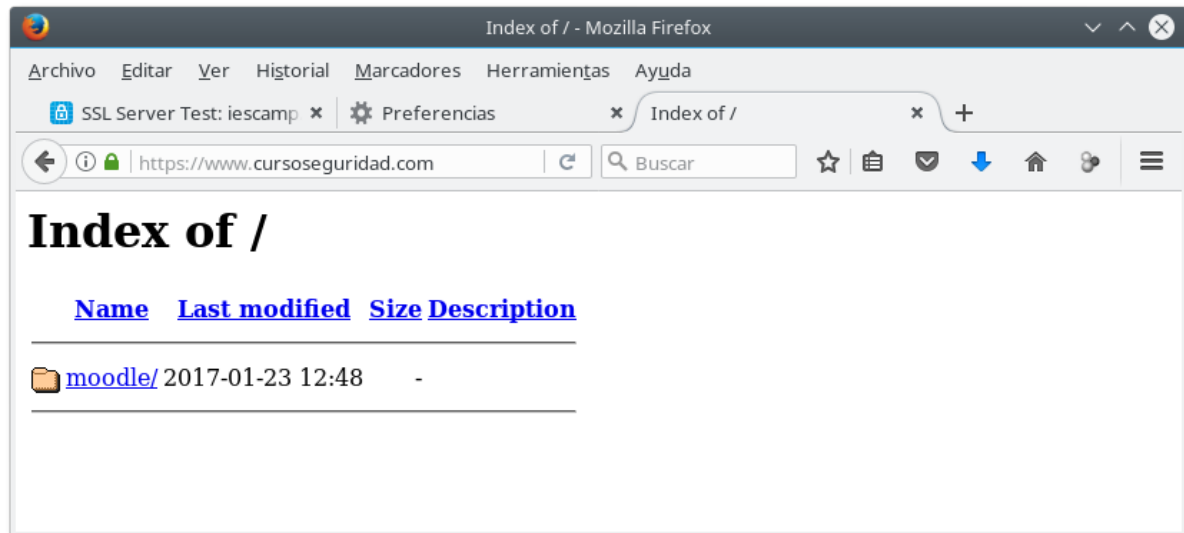 Index of / - Mozilla Firefox
Archivo Editar Ver Historial Marcadores Herramientas Ayuda
SSL Server Test: iescamp Preferencias Index of /
https://www.cursoseguridad.com Buscar
Index of /
Name Last modified Size Description
moodle/ 2017-01-23 12:48 -